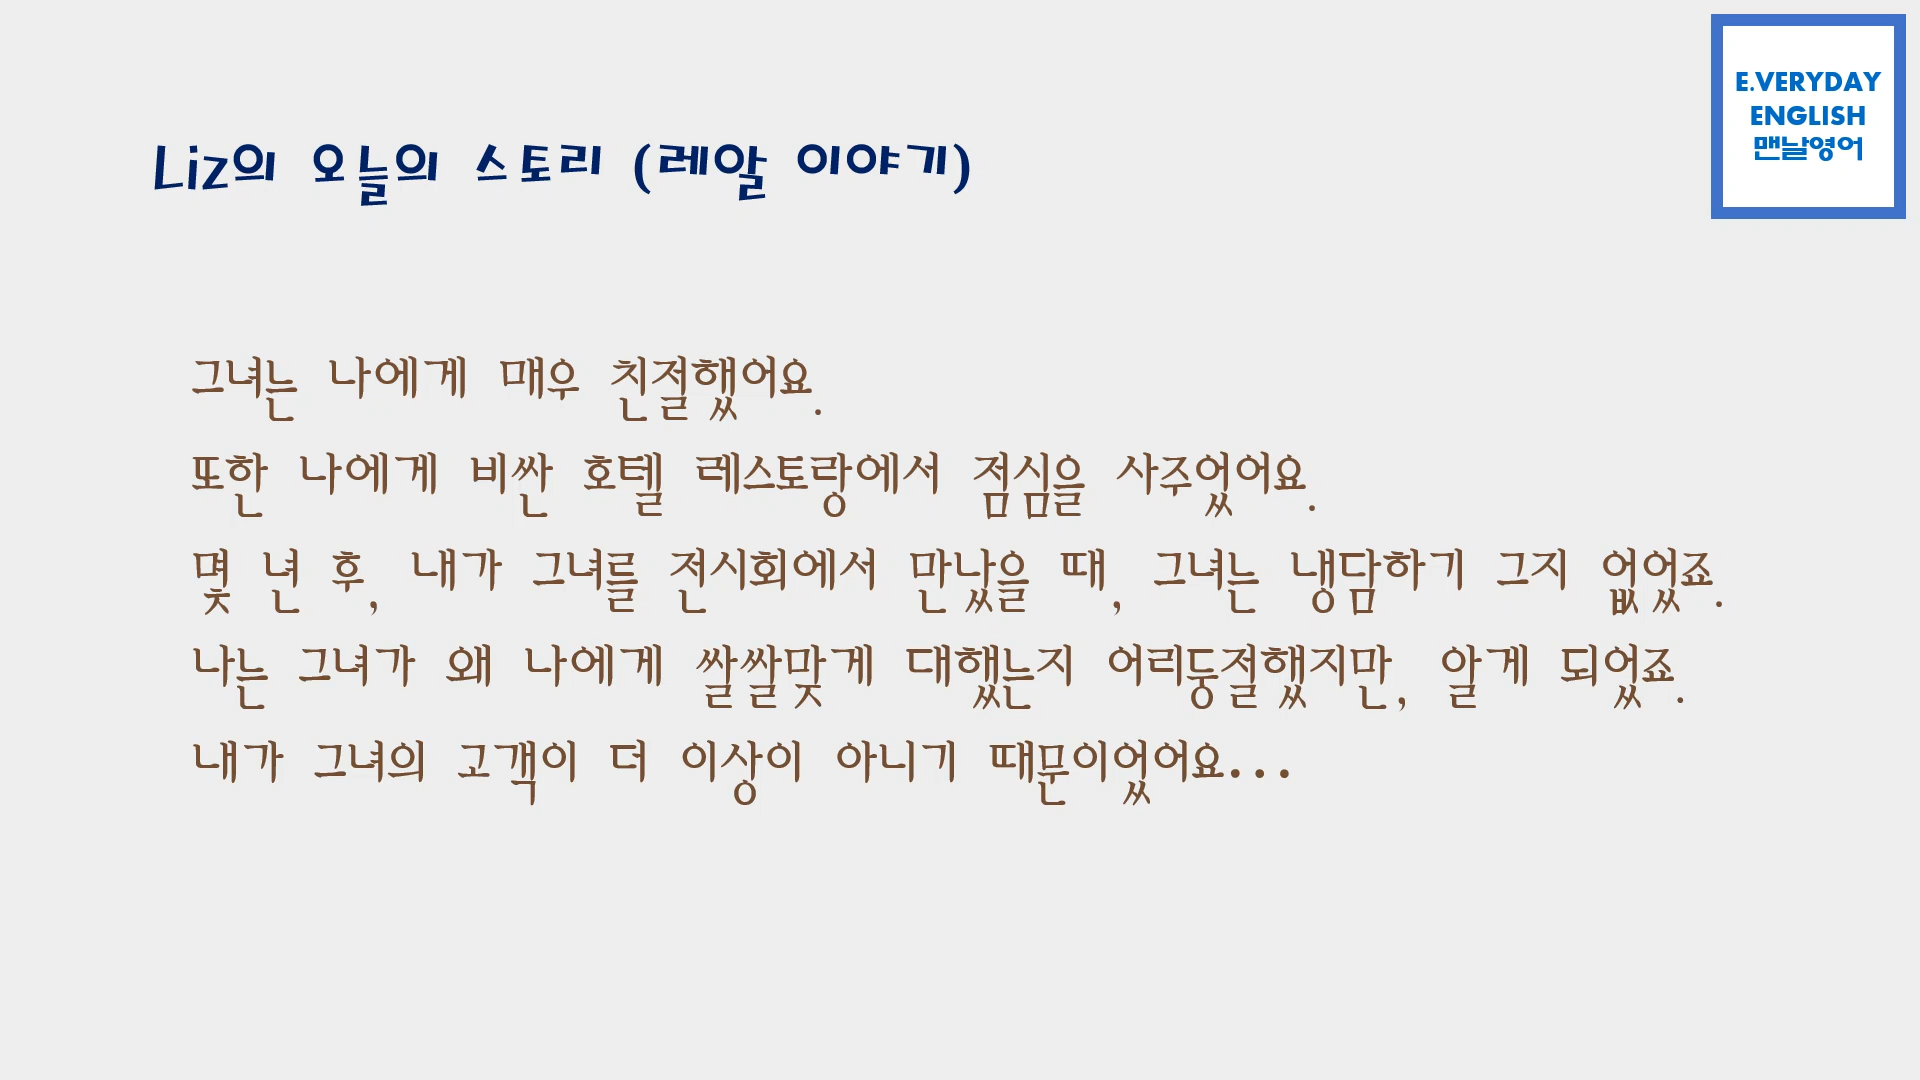 E.VERYDAY
ENGLISH
맨날영어
Liz의 오늘의 스토리 (레알 이야기)
그녀는 나에게 매우 친절했어요.
또한 나에게 비싼 호텔 레스토랑에서 점심을 사주었어요.
몇 년 후, 내가 그녀를 전시회에서 만났을 때, 그녀는 냉담하기 그지 없었죠.
나는 그녀가 왜 나에게 쌀쌀맞게 대했는지 어리둥절했지만, 알게 되었죠.
내가 그녀의 고객이 더 이상이 아니기 때문이었어요...